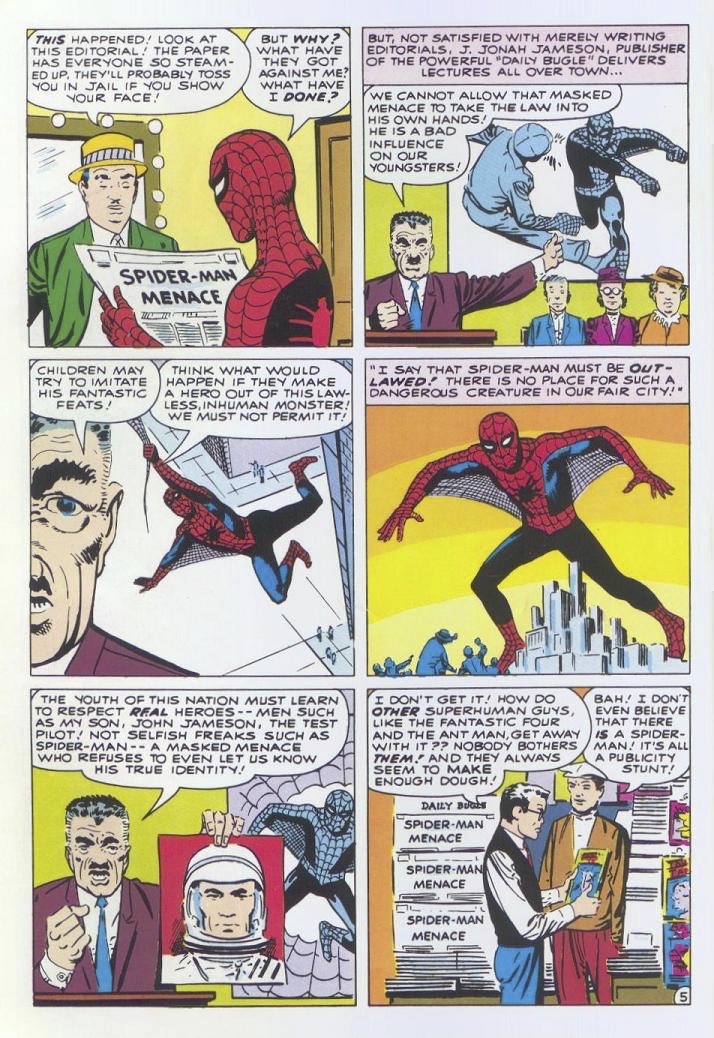 THIS HAPPENED! LOOK AT
THIS EDITORIAL! THE PAPER
HAS EVERYONE SO STEAM-
ED UP, THEY'LL PROBABLY TOSS
YOU IN JAIL IF YOU SHOW
YOUR FACE!
BUT WHY?
WHAT HAVE
THEY GOT
AGAINST ME?
WHAT HAVE
I DONE?
SPIDER-MAN
MENACE
BUT, NOT SATISFIED WITH MERELY WRITING
EDITORIALS, J. JONAH JAMESON, PUBLISHER
OF THE POWERFUL "DAILY BUGLE" DELIVERS
LECTURES ALL OVER TOWN...
WE CANNOT ALLOW THAT MASKED
MENACE TO TAKE THE LAW INTO
HIS OWN HANDS!
HE IS A BAD
INFLUENCE
ON OUR
YOUNGSTERS!
CHILDREN MAY
TRY TO IMITATE
HIS FANTASTIC
FEATS!
THINK WHAT WOULD
HAPPEN IF THEY MAKE
A HERO OUT OF THIS LAW-
LESS, INHUMAN MONSTER!
WE MUST NOT PERMIT IT!
"I SAY THAT SPIDER-MAN MUST BE OUT-
LAWED! THERE IS NO PLACE FOR SUCH A
DANGEROUS CREATURE IN OUR FAIR CITY!"
THE YOUTH OF THIS NATION MUST LEARN
TO RESPECT REAL HEROES -- MEN SUCH
AS MY SON, JOHN JAMESON, THE TEST
PILOT! NOT SELFISH FREAKS SUCH AS
SPIDER-MAN -- A MASKED MENACE
WHO REFUSES TO EVEN LET US KNOW
HIS TRUE IDENTITY!
I DON'T GET IT! HOW DO
OTHER SUPERHUMAN GUYS,
LIKE THE FANTASTIC FOUR
AND THE ANT MAN, GET AWAY
WITH IT?? NOBODY BOTHERS
THEM! AND THEY ALWAYS
SEEM TO MAKE
ENOUGH DOUGH!
BAH! I DON'T
EVEN BELIEVE
THAT THERE
IS A SPIDER-
MAN! IT'S ALL
A PUBLICITY
STUNT!
DAILY BUGLE
SPIDER-MAN
MENACE
SPIDER-MAN
MENACE
SPIDER-MAN
MENACE
5